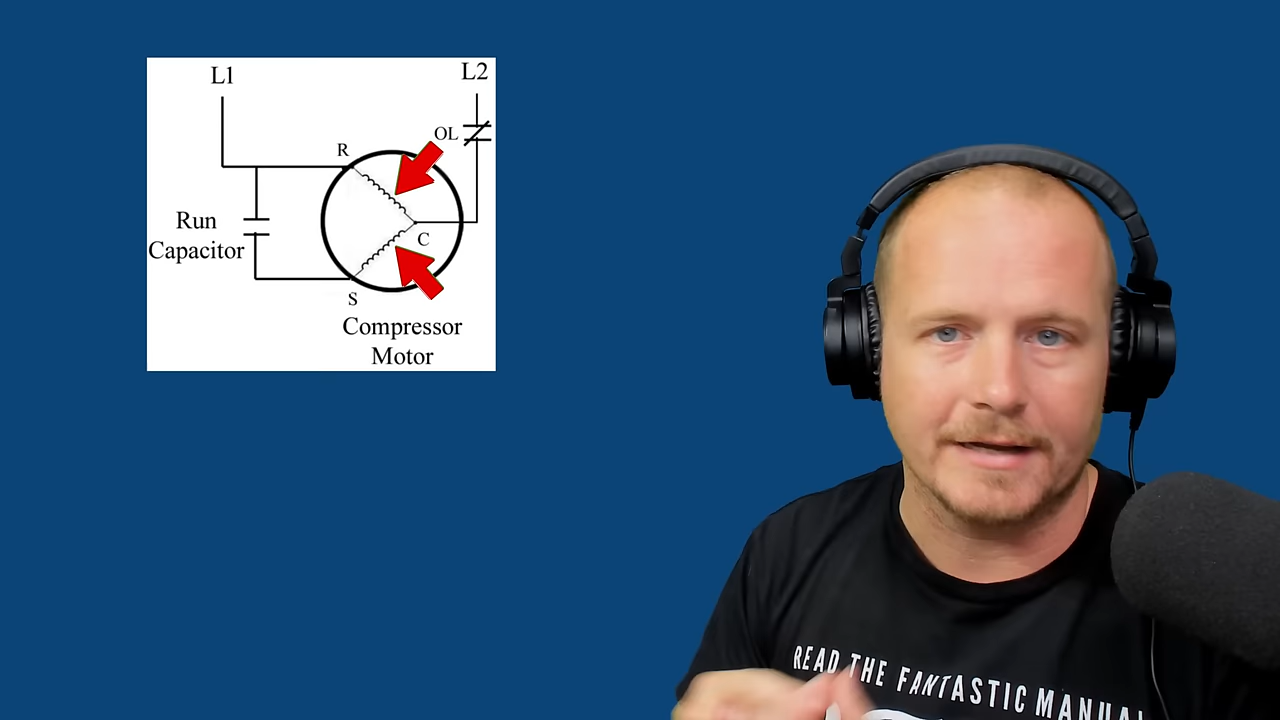 L1
L2
OL
R
Run
Capacitor
C
S
Compressor
Motor
READ THE FANTASTIC MANUAL